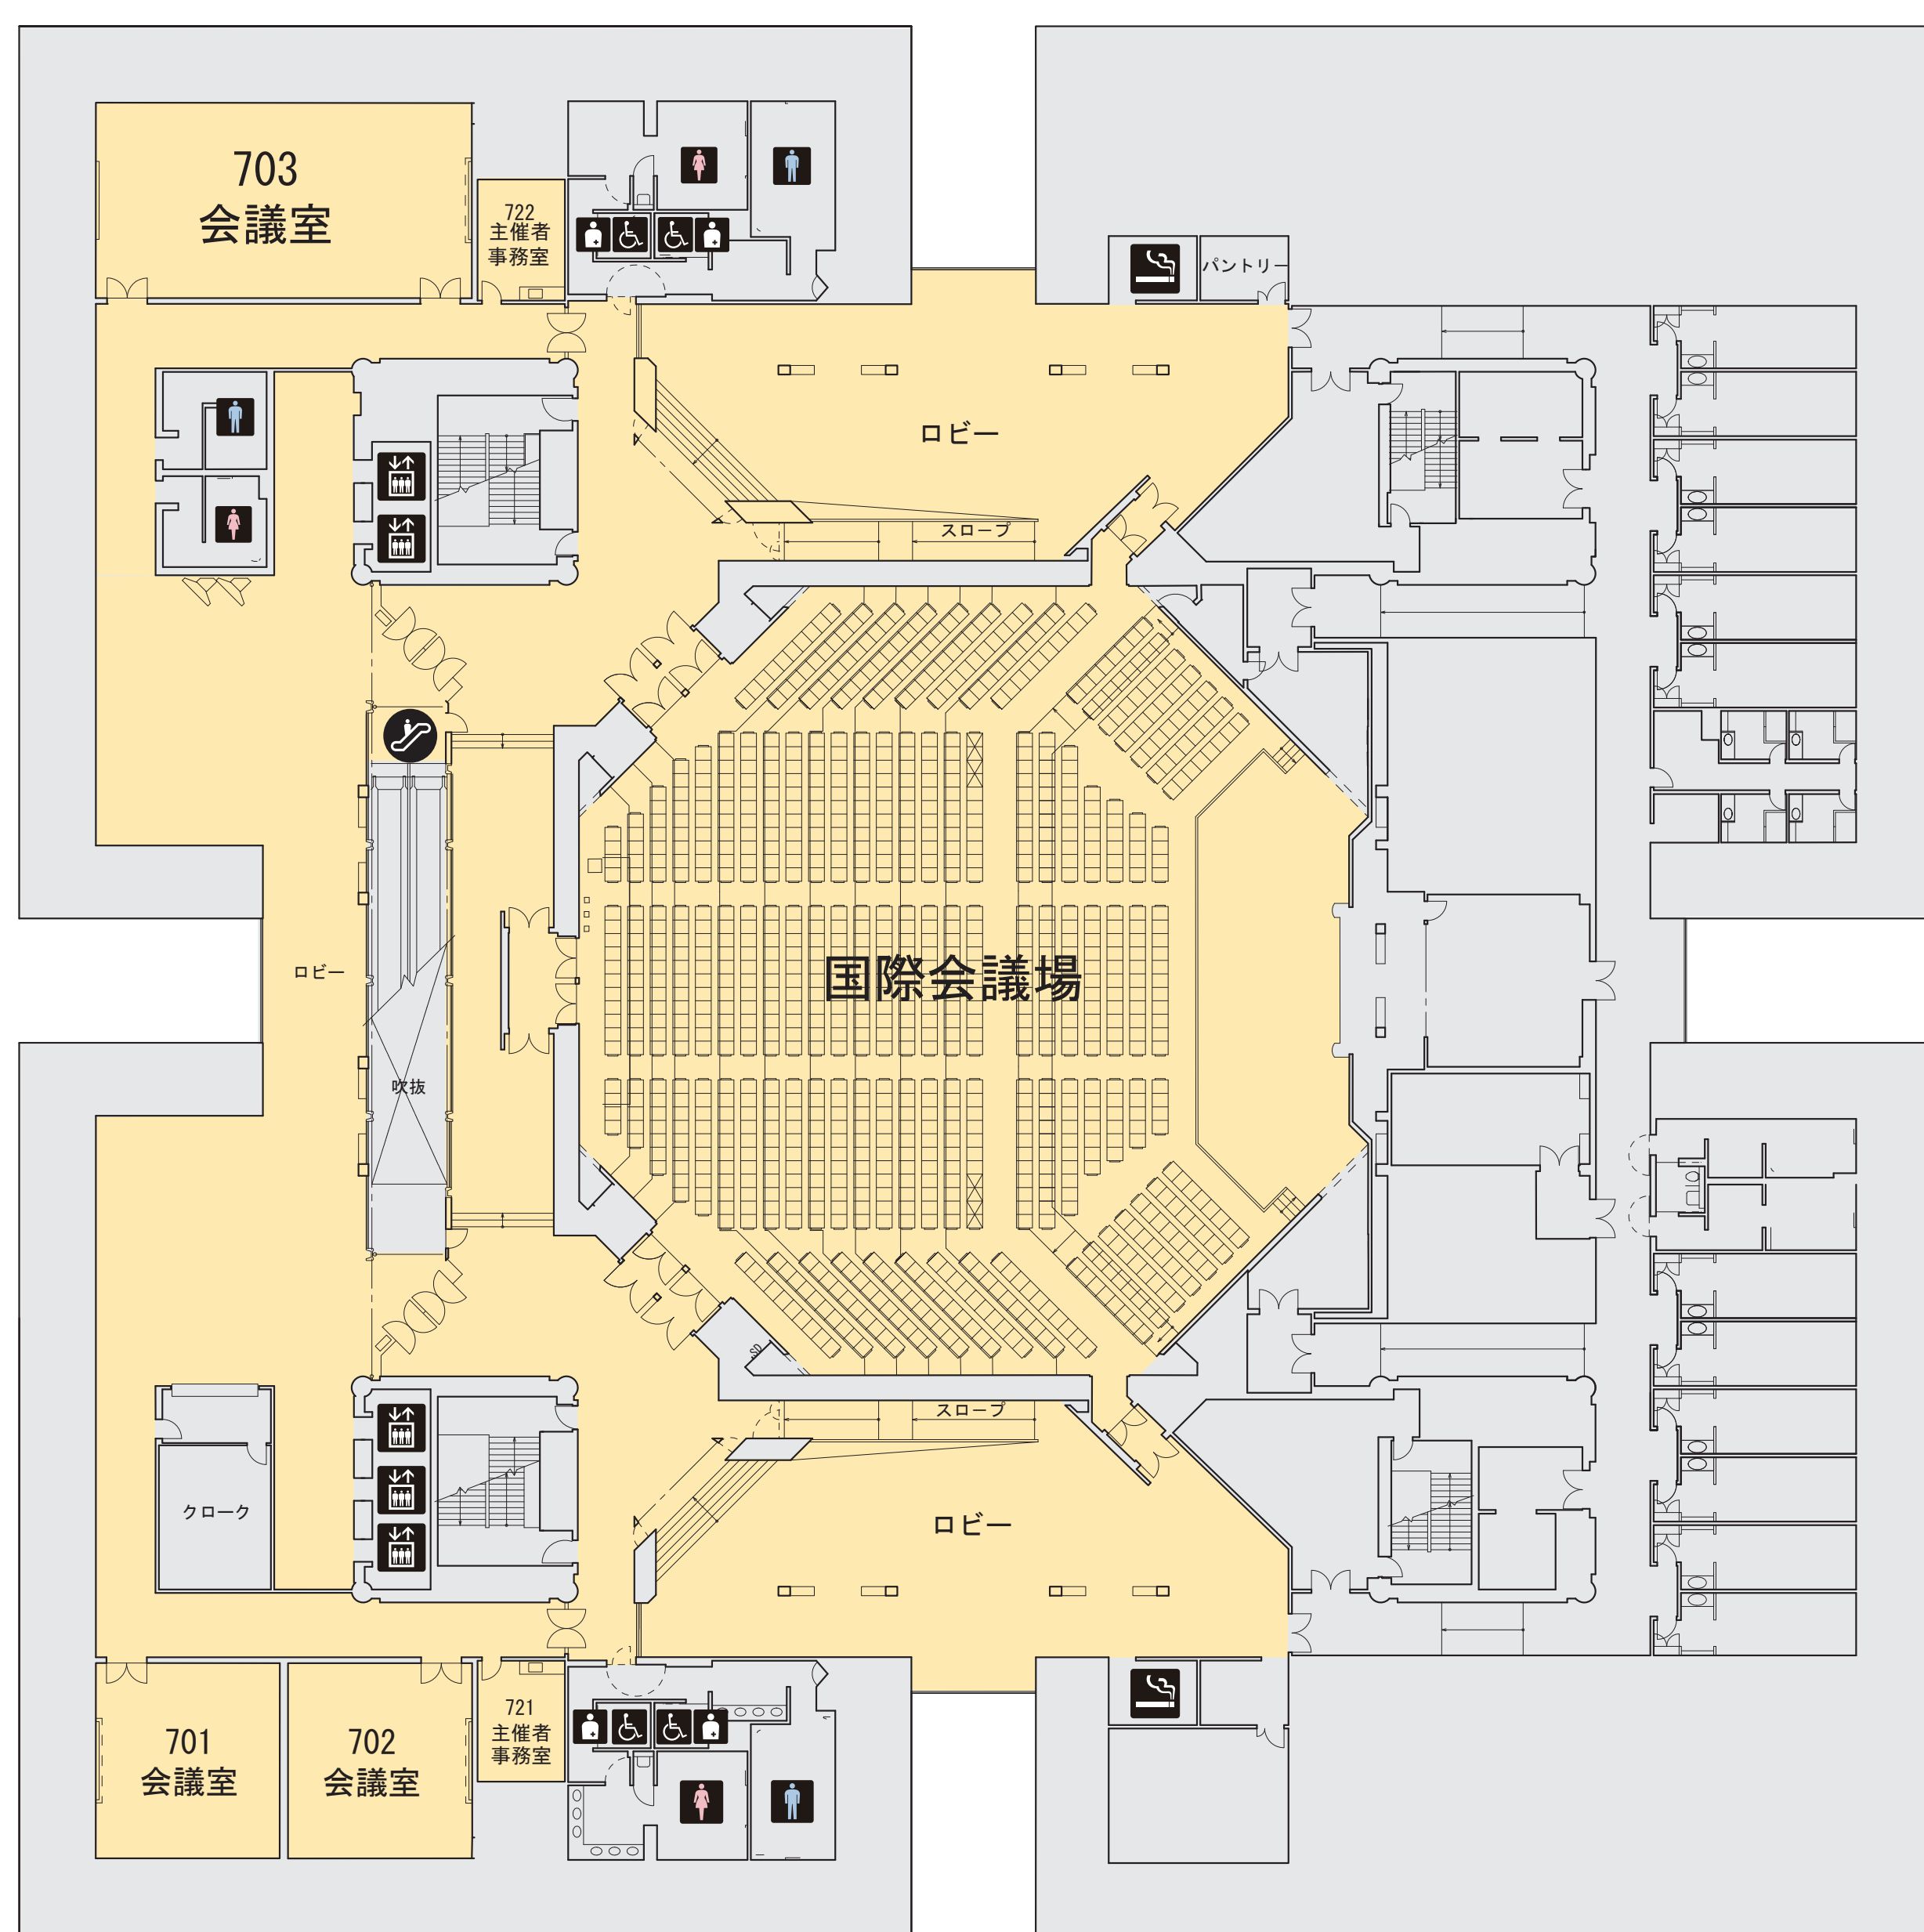 703
会議室
722
主催者
事務室
パントリー
ロビー
スロープ
国際会議場
ロビー
吹抜
SD
スロープ
クローク
ロビー
701
会議室
702
会議室
721
主催者
事務室